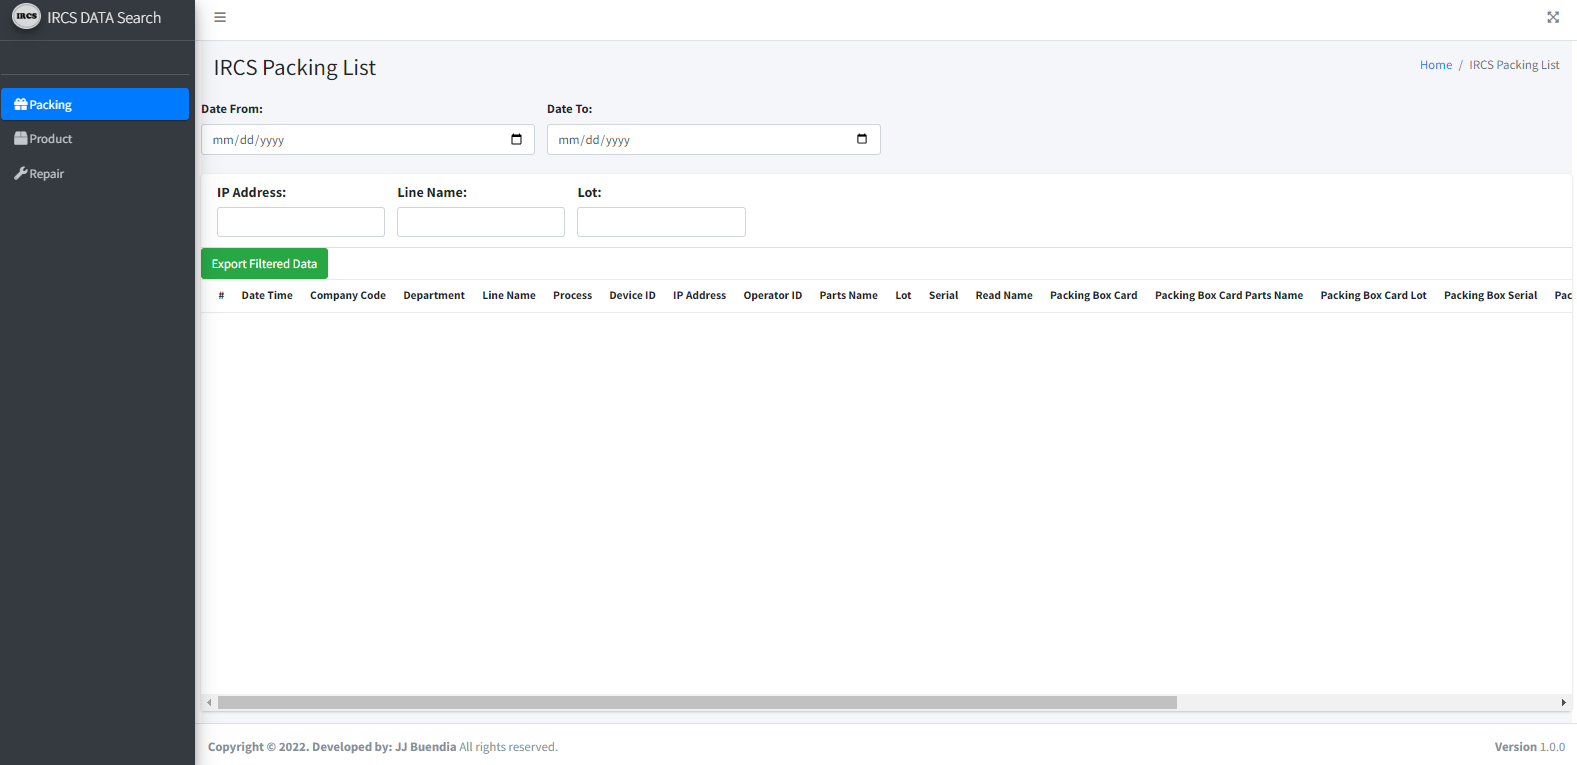 IRCS IRCS DATA Search
Packing
Product
Repair
IRCS Packing List
Home / IRCS Packing List
Date From: Date To:
mm/dd/yyyy mm/dd/yyyy
IP Address: Line Name: Lot:
Export Filtered Data
# Date Time Company Code Department Line Name Process Device ID IP Address Operator ID Parts Name Lot Serial Read Name Packing Box Card Packing Box Card Parts Name Packing Box Card Lot Packing Box Serial Pac
Copyright © 2022. Developed by: JJ Buendia All rights reserved.
Version 1.0.0